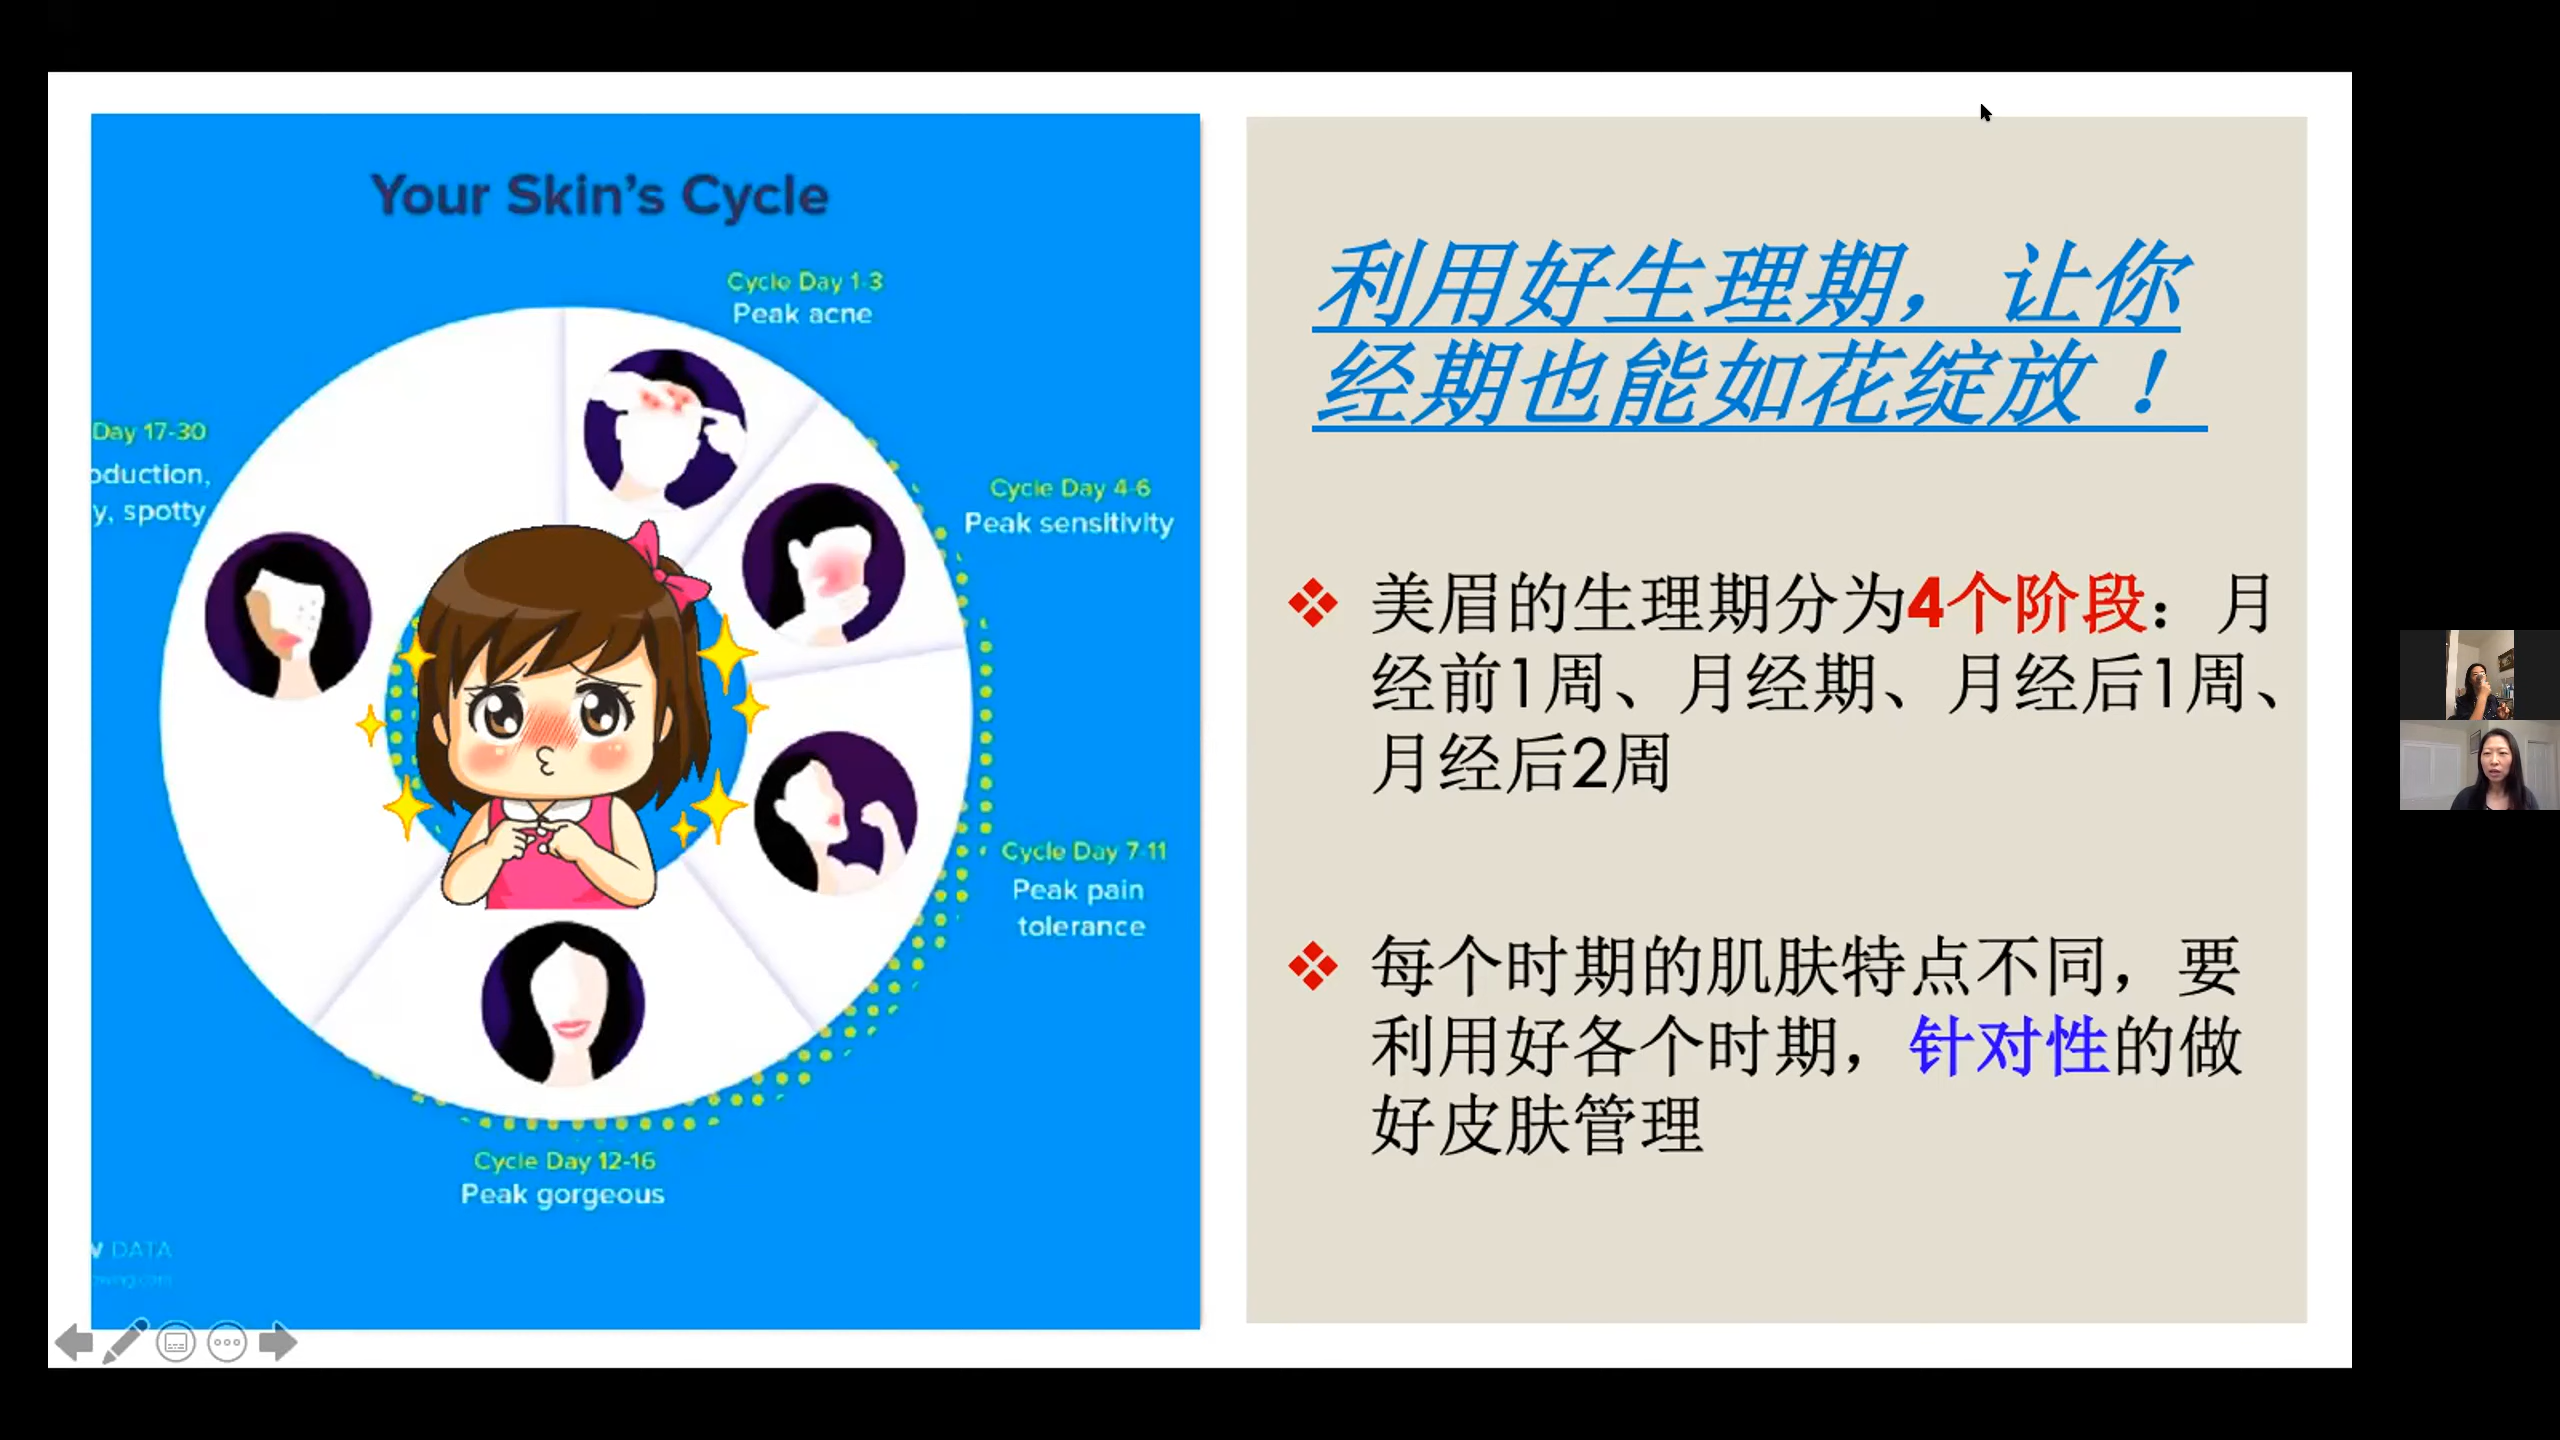 Your Skin's Cycle
Cycle Day 1-3
Peak acne
Day 17-30
oduction,
y, spotty
Cycle Day 4-6
Peak sensitivity
Cycle Day 7-11
Peak pain
tolerance
Cycle Day 12-16
Peak gorgeous
DATA
利用好生理期，让你
经期也能如花绽放！
❖ 美眉的生理期分为4个阶段：月
经前1周、月经期、月经后1周、
月经后2周
❖ 每个时期的肌肤特点不同，要
利用好各个时期，针对性的做
好皮肤管理